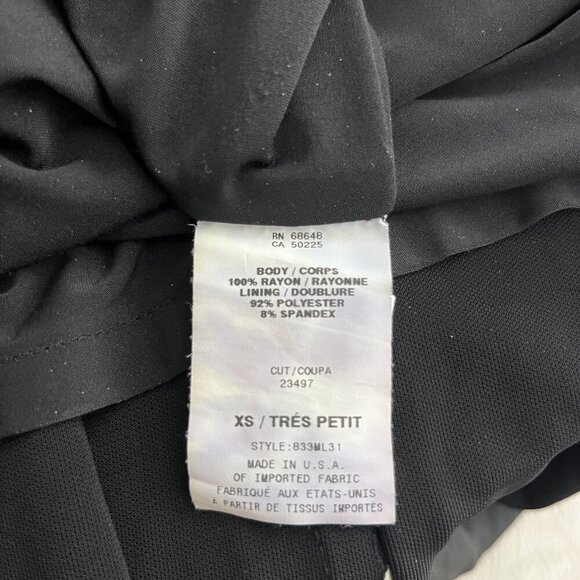 RN 68648
CA 50225
BODY / CORPS
100% RAYON / RAYONNE
LINING / DOUBLURE
92% POLYESTER
8% SPANDEX
CUT/COUPA
23497
XS / TRÉS PETIT
STYLE:833ML31
MADE IN U.S.A.
OF IMPORTED FABRIC
FABRIQUÉ AUX ETATS-UNIS
A PARTIR DE TISSUS IMPORTÉS